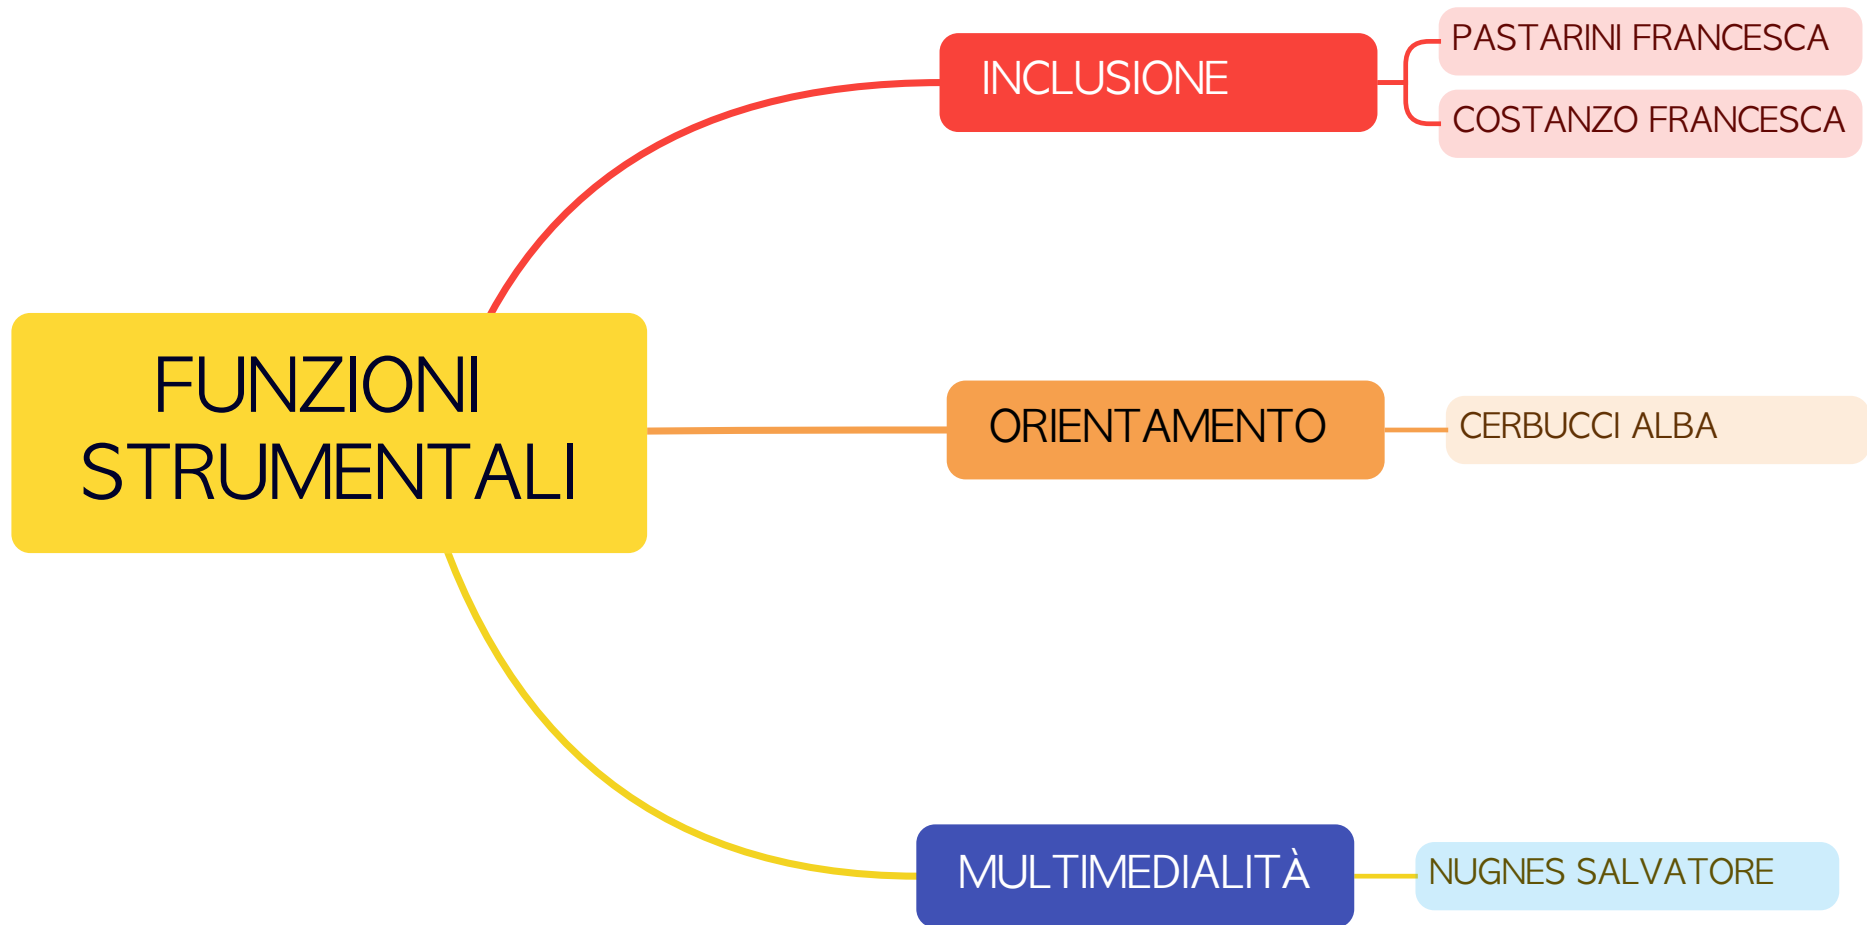 FUNZIONI
STRUMENTALI
INCLUSIONE
PASTARINI FRANCESCA
COSTANZO FRANCESCA
ORIENTAMENTO
CERBUCCI ALBA
MULTIMEDIALITÀ
NUGNES SALVATORE